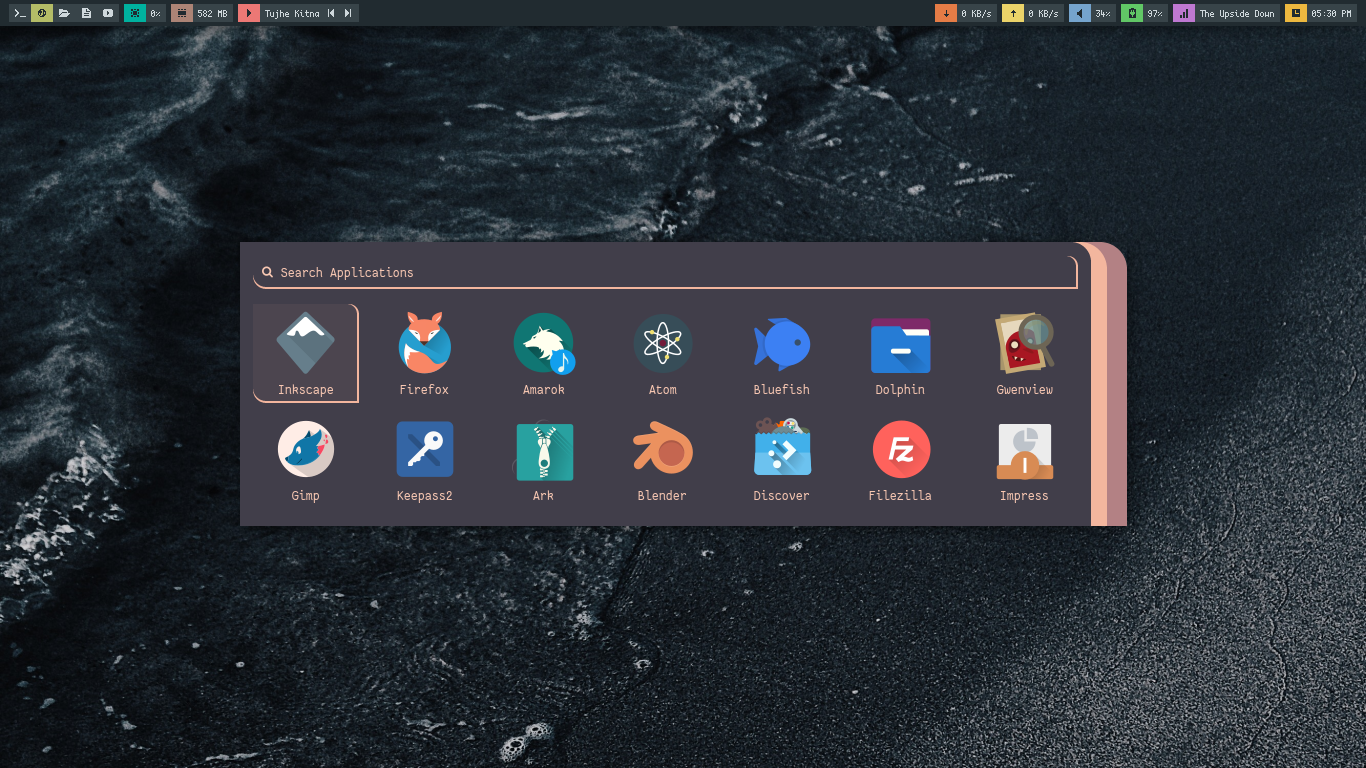 0%
582 MB
Tujhe Kitna
0 KB/s
0 KB/s
34%
97%
The Upside Down
05:30 PM
Search Applications
Inkscape
Firefox
Amarok
Atom
Bluefish
Dolphin
Gwenview
Gimp
Keepass2
Ark
Blender
Discover
Filezilla
Impress